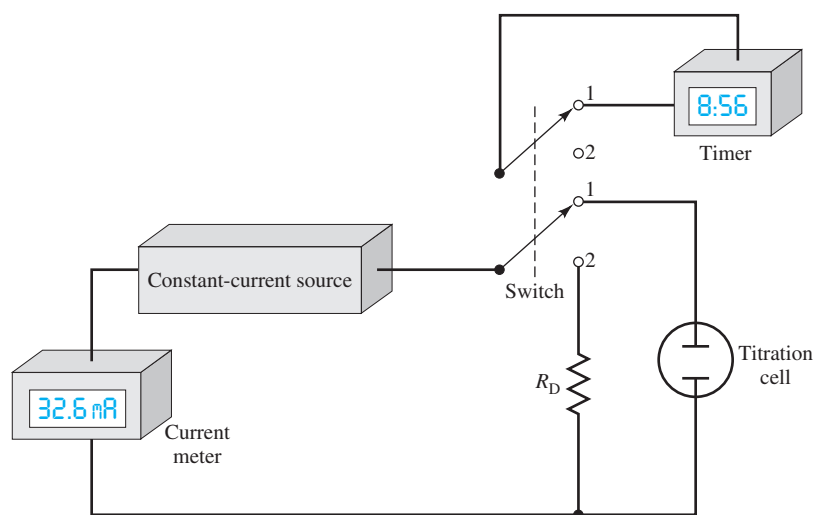 1
8:56
2
Timer
1
Constant-current source
2
Switch
Titration
cell
R_D
32.6 mA
Current
meter